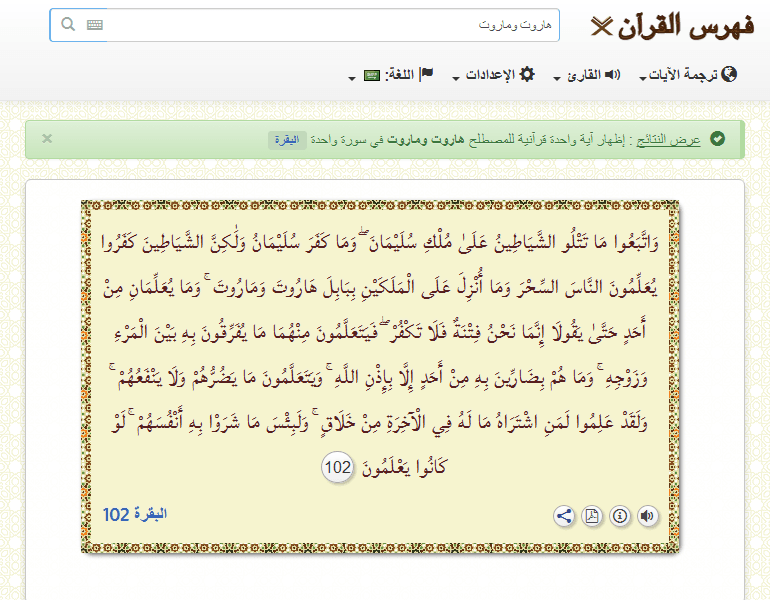 فهرس القرآن
هاروت وماروت
ترجمة الآيات
القارئ
الإعدادات
اللغة:
عرض النتائج : إظهار آية واحدة قرآنية للمصطلح هاروت وماروت في سورة واحدة البقرة
وَاتَّبَعُوا مَا تَتْلُو الشَّيَاطِينُ عَلَىٰ مُلْكِ سُلَيْمَانَ ۖ وَمَا كَفَرَ سُلَيْمَانُ وَلَٰكِنَّ الشَّيَاطِينَ كَفَرُوا
يُعَلِّمُونَ النَّاسَ السِّحْرَ وَمَا أُنْزِلَ عَلَى الْمَلَكَيْنِ بِبَابِلَ هَارُوتَ وَمَارُوتَ ۚ وَمَا يُعَلِّمَانِ مِنْ
أَحَدٍ حَتَّىٰ يَقُولَا إِنَّمَا نَحْنُ فِتْنَةٌ فَلَا تَكْفُرْ ۖ فَيَتَعَلَّمُونَ مِنْهُمَا مَا يُفَرِّقُونَ بِهِ بَيْنَ الْمَرْءِ
وَزَوْجِهِ ۚ وَمَا هُمْ بِضَارِّينَ بِهِ مِنْ أَحَدٍ إِلَّا بِإِذْنِ اللَّهِ ۚ وَيَتَعَلَّمُونَ مَا يَضُرُّهُمْ وَلَا يَنْفَعُهُمْ ۚ
وَلَقَدْ عَلِمُوا لَمَنِ اشْتَرَاهُ مَا لَهُ فِي الْآخِرَةِ مِنْ خَلَاقٍ ۚ وَلَبِئْسَ مَا شَرَوْا بِهِ أَنْفُسَهُمْ ۚ لَوْ
كَانُوا يَعْلَمُونَ 102
البقرة 102